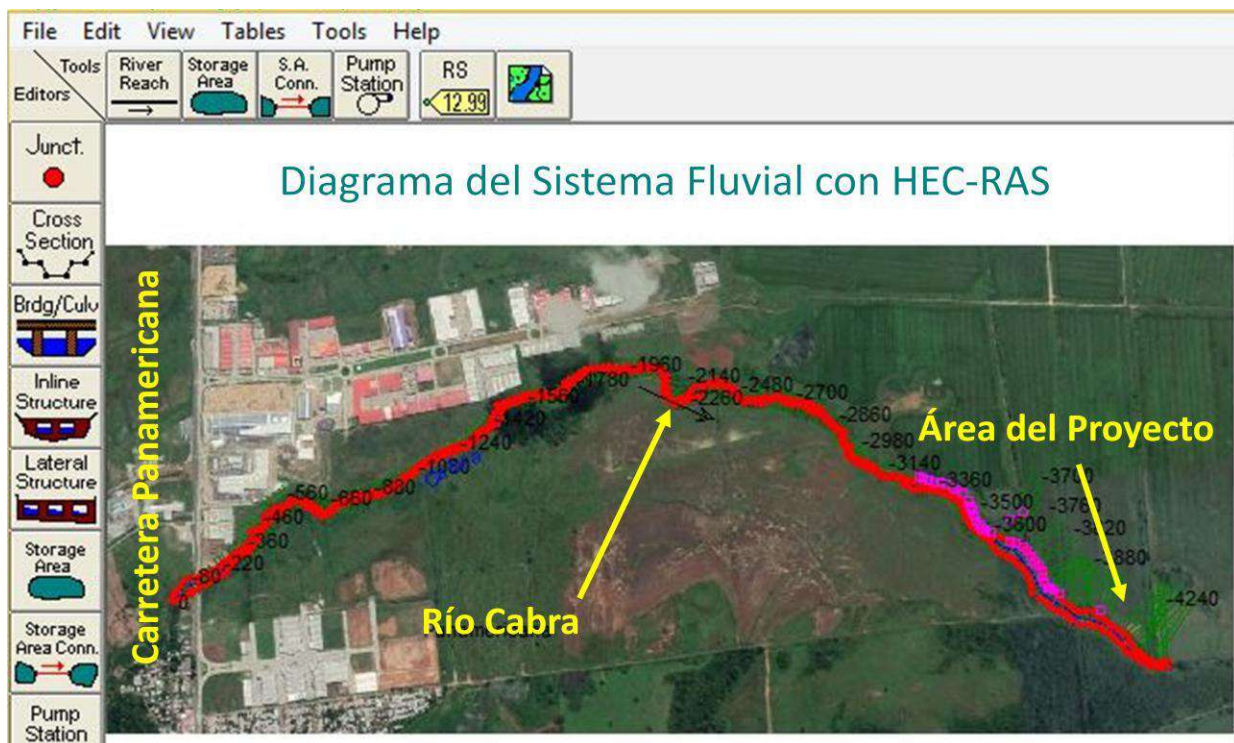 File Edit View Tables Tools Help
Tools
Editors
River
Reach
Storage
Area
S.A.
Conn.
Pump
Station
RS
12.99
Junct.
Cross
Section
Brdg/Culv
Inline
Structure
Lateral
Structure
Storage
Area
Storage
Area Conn.
Pump
Station
Diagrama del Sistema Fluvial con HEC-RAS
Carretera Panamericana
Río Cabra
Área del Proyecto
0
-80
-220
-360
-460
-560
-680
-880
-1080
-1240
-1420
-1560
-1780
-1960
-2140
-2260
-2480
-2700
-2860
-2980
-3140
-3360
-3500
-3600
-3700
-3760
-3880
-4240